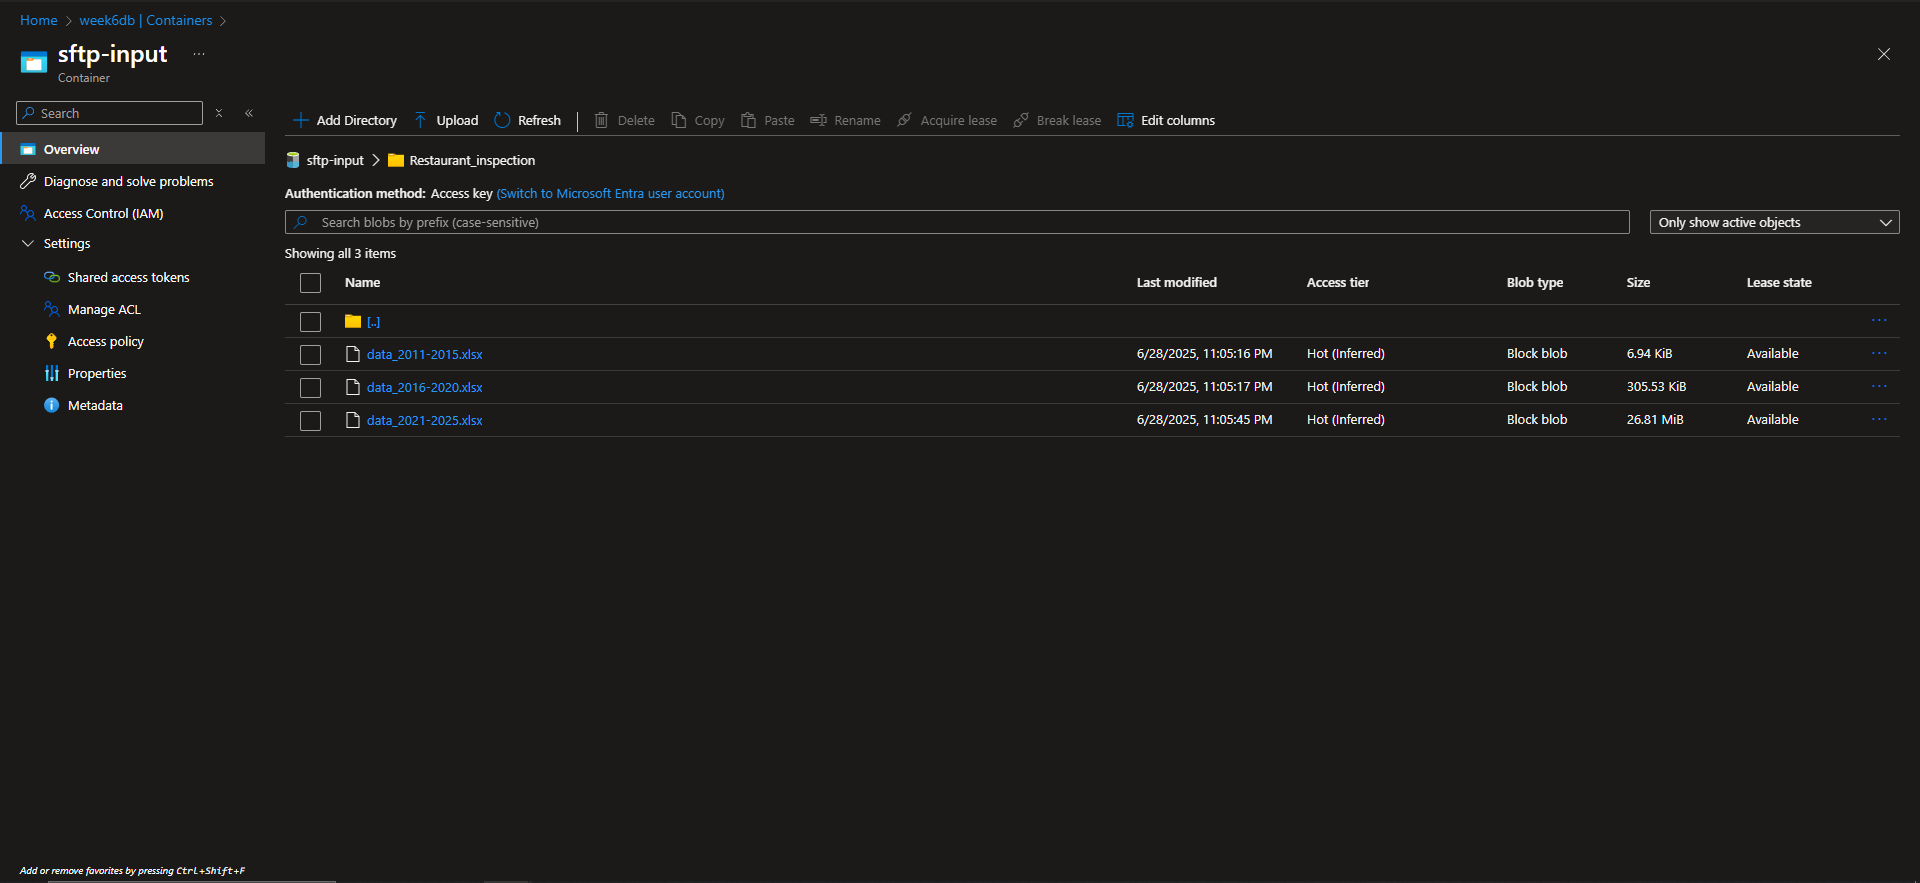 Home > week6db | Containers >
sftp-input ...
Container
Search
Overview
Diagnose and solve problems
Access Control (IAM)
Settings
Shared access tokens
Manage ACL
Access policy
Properties
Metadata
Add or remove favorites by pressing Ctrl+Shift+F
Add Directory Upload Refresh | Delete Copy Paste Rename Acquire lease Break lease Edit columns
sftp-input > Restaurant_inspection
Authentication method: Access key (Switch to Microsoft Entra user account)
Search blobs by prefix (case-sensitive) Only show active objects
Showing all 3 items
Name Last modified Access tier Blob type Size Lease state
[..] ...
data_2011-2015.xlsx 6/28/2025, 11:05:16 PM Hot (Inferred) Block blob 6.94 KiB Available ...
data_2016-2020.xlsx 6/28/2025, 11:05:17 PM Hot (Inferred) Block blob 305.53 KiB Available ...
data_2021-2025.xlsx 6/28/2025, 11:05:45 PM Hot (Inferred) Block blob 26.81 MiB Available ...